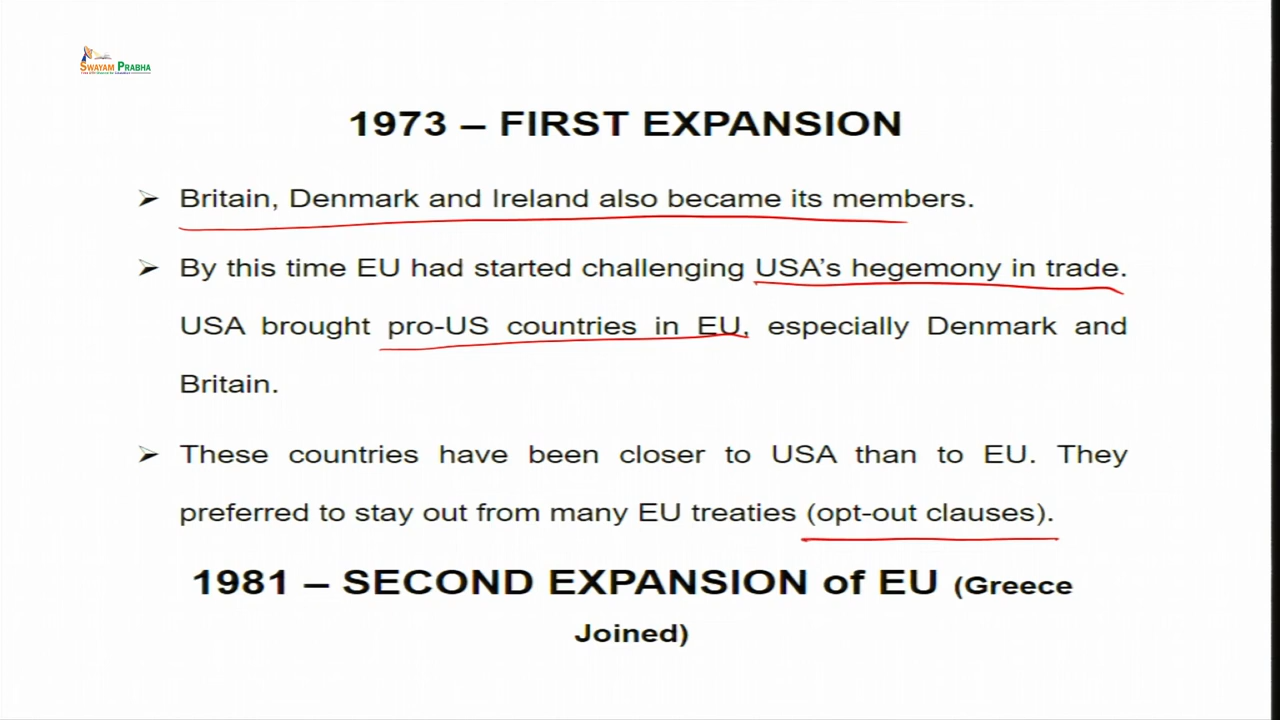 SWAYAM PRABHA
1973 – FIRST EXPANSION
➢ Britain, Denmark and Ireland also became its members.
➢ By this time EU had started challenging USA's hegemony in trade.
USA brought pro-US countries in EU, especially Denmark and
Britain.
➢ These countries have been closer to USA than to EU. They
preferred to stay out from many EU treaties (opt-out clauses).
1981 – SECOND EXPANSION of EU (Greece
Joined)